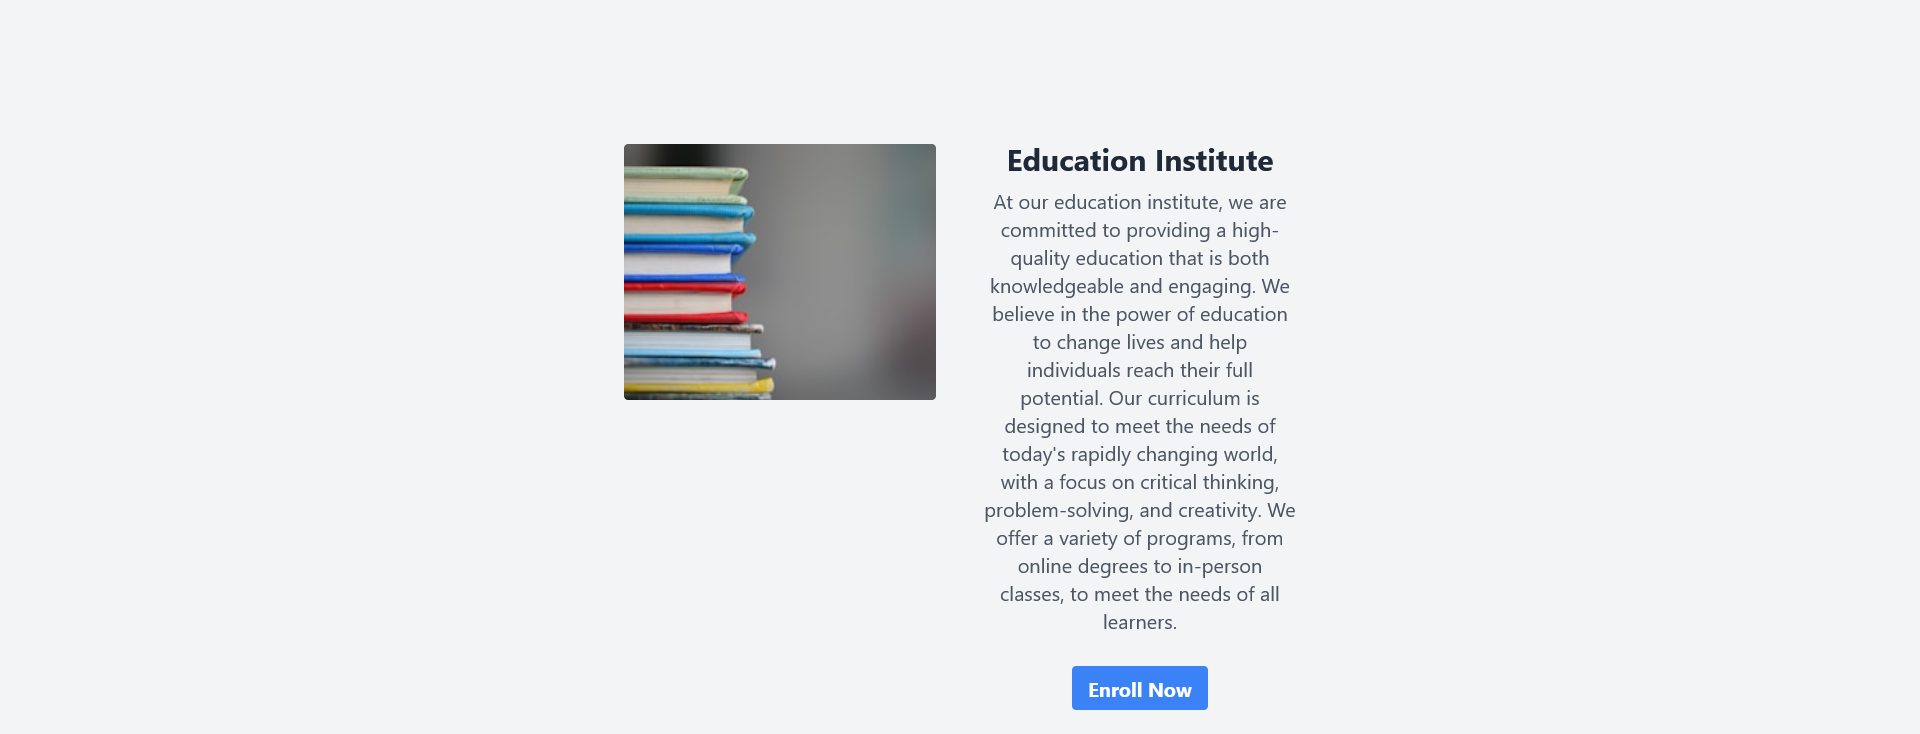 Education Institute
At our education institute, we are
committed to providing a high-
quality education that is both
knowledgeable and engaging. We
believe in the power of education
to change lives and help
individuals reach their full
potential. Our curriculum is
designed to meet the needs of
today's rapidly changing world,
with a focus on critical thinking,
problem-solving, and creativity. We
offer a variety of programs, from
online degrees to in-person
classes, to meet the needs of all
learners.
Enroll Now